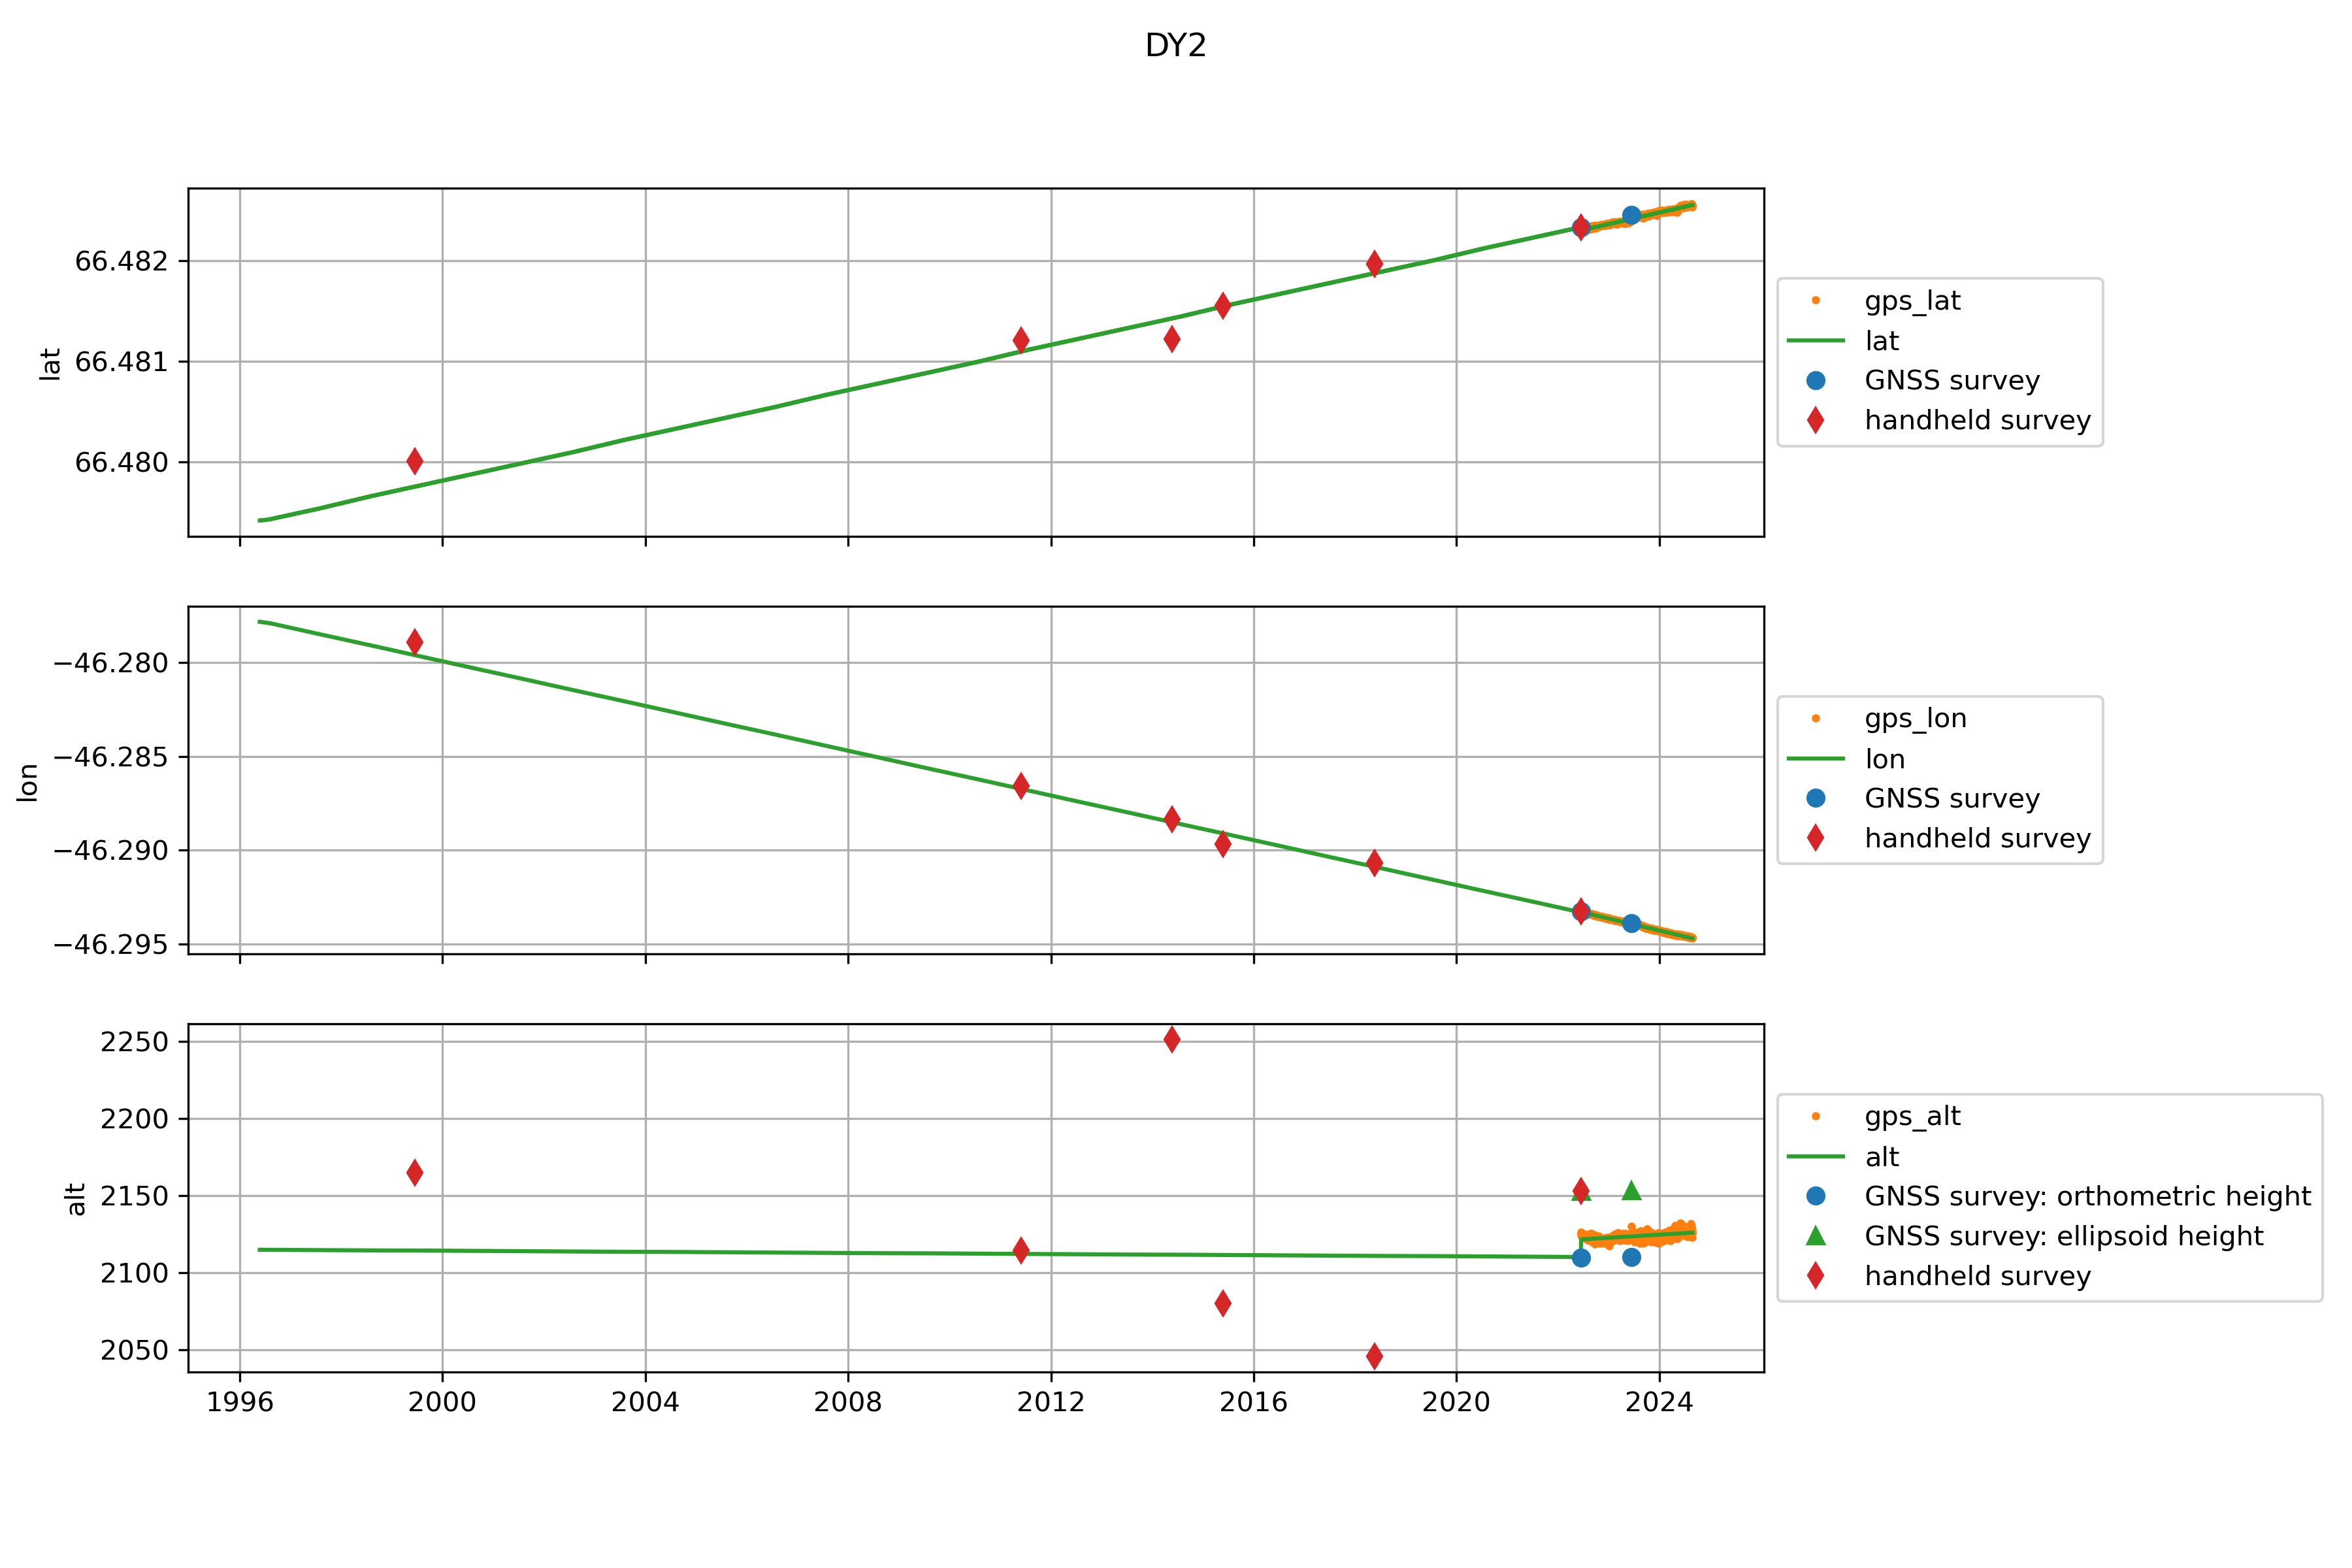 DY2
66.482
66.481
66.480
lat
gps_lat
lat
GNSS survey
handheld survey
−46.280
−46.285
−46.290
−46.295
lon
gps_lon
lon
GNSS survey
handheld survey
2250
2200
2150
2100
2050
alt
1996 2000 2004 2008 2012 2016 2020 2024
gps_alt
alt
GNSS survey: orthometric height
GNSS survey: ellipsoid height
handheld survey